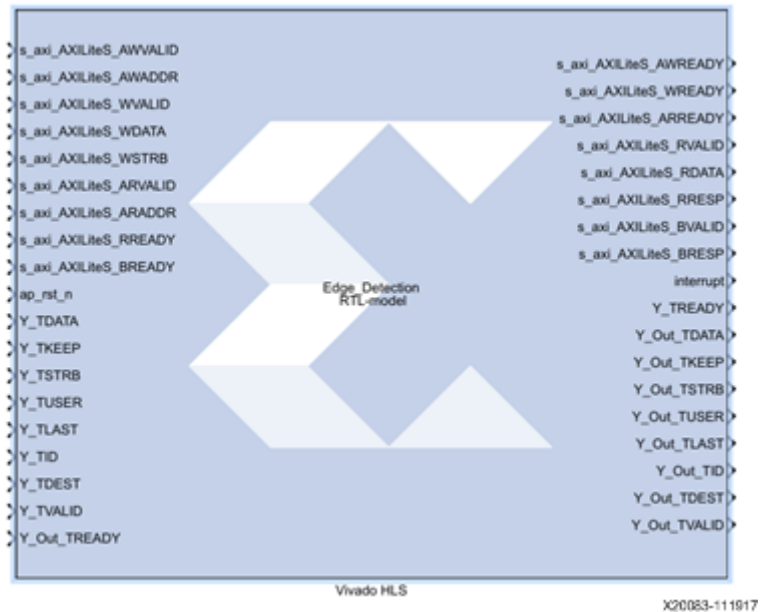 s_axi_AXILiteS_AWVALID
s_axi_AXILiteS_AWADDR
s_axi_AXILiteS_WVALID
s_axi_AXILiteS_WDATA
s_axi_AXILiteS_WSTRB
s_axi_AXILiteS_ARVALID
s_axi_AXILiteS_ARADDR
s_axi_AXILiteS_RREADY
s_axi_AXILiteS_BREADY
ap_rst_n
Y_TDATA
Y_TKEEP
Y_TSTRB
Y_TUSER
Y_TLAST
Y_TID
Y_TDEST
Y_TVALID
Y_Out_TREADY
Edge_Detection
RTL-model
s_axi_AXILiteS_AWREADY
s_axi_AXILiteS_WREADY
s_axi_AXILiteS_ARREADY
s_axi_AXILiteS_RVALID
s_axi_AXILiteS_RDATA
s_axi_AXILiteS_RRESP
s_axi_AXILiteS_BVALID
s_axi_AXILiteS_BRESP
interrupt
Y_TREADY
Y_Out_TDATA
Y_Out_TKEEP
Y_Out_TSTRB
Y_Out_TUSER
Y_Out_TLAST
Y_Out_TID
Y_Out_TDEST
Y_Out_TVALID
Vivado HLS
X20083-111917